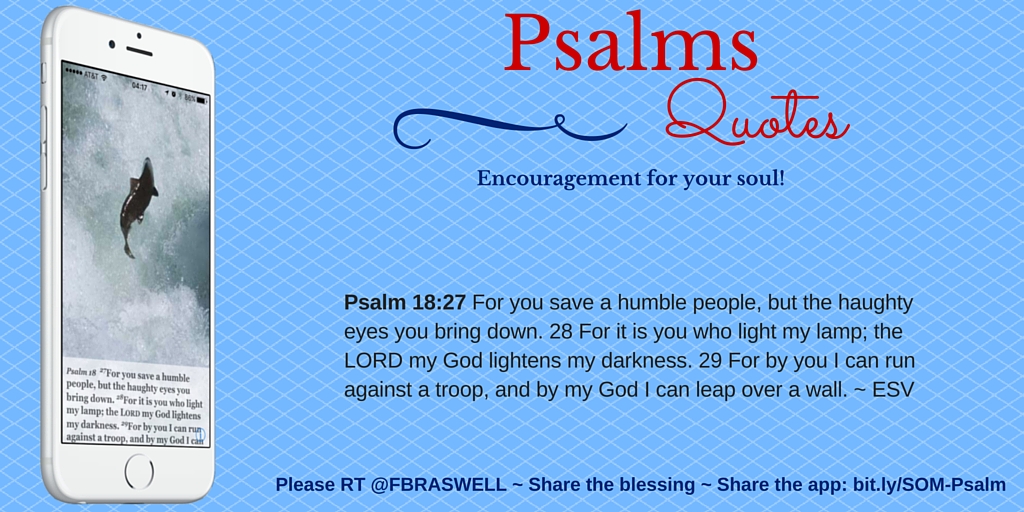 Psalms
Quotes
Encouragement for your soul!
AT&T
04:17
86%
Psalm 18 27For you save a humble
people, but the haughty eyes you
bring down. 28For it is you who light
my lamp; the LORD my God lightens
my darkness. 29For by you I can run
against a troop, and by my God I can
Psalm 18:27 For you save a humble people, but the haughty
eyes you bring down. 28 For it is you who light my lamp; the
LORD my God lightens my darkness. 29 For by you I can run
against a troop, and by my God I can leap over a wall. ~ ESV
Please RT @FBRASWELL ~ Share the blessing ~ Share the app: bit.ly/SOM-Psalm